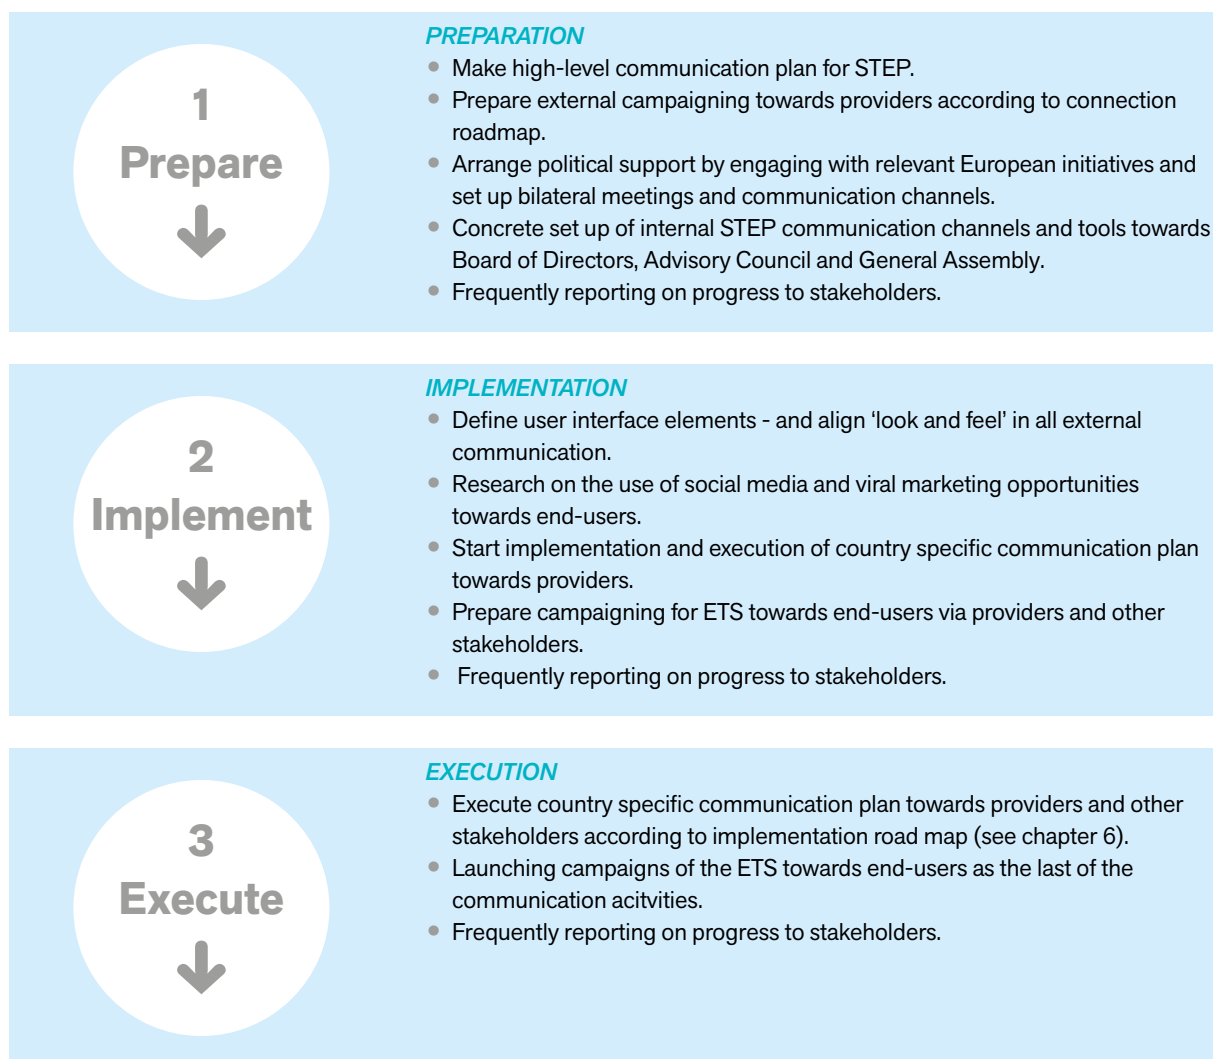 1
Prepare
PREPARATION
Make high-level communication plan for STEP.
Prepare external campaigning towards providers according to connection
roadmap.
Arrange political support by engaging with relevant European initiatives and
set up bilateral meetings and communication channels.
Concrete set up of internal STEP communication channels and tools towards
Board of Directors, Advisory Council and General Assembly.
Frequently reporting on progress to stakeholders.
2
Implement
IMPLEMENTATION
Define user interface elements - and align ‘look and feel’ in all external
communication.
Research on the use of social media and viral marketing opportunities
towards end-users.
Start implementation and execution of country specific communication plan
towards providers.
Prepare campaigning for ETS towards end-users via providers and other
stakeholders.
Frequently reporting on progress to stakeholders.
3
Execute
EXECUTION
Execute country specific communication plan towards providers and other
stakeholders according to implementation road map (see chapter 6).
Launching campaigns of the ETS towards end-users as the last of the
communication acitvities.
Frequently reporting on progress to stakeholders.